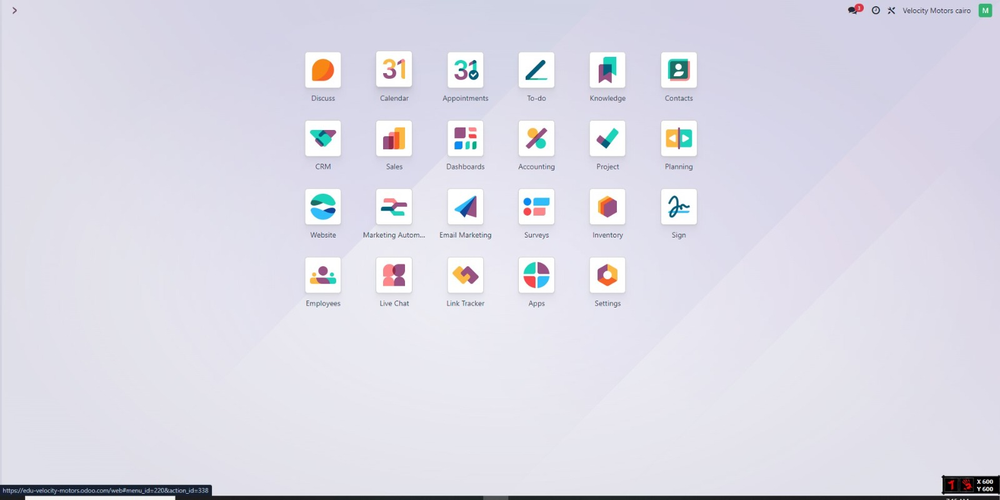 3
Velocity Motors cairo
M
31
31
Discuss
Calendar
Appointments
To-do
Knowledge
Contacts
CRM
Sales
Dashboards
Accounting
Project
Planning
Website
Marketing Autom...
Email Marketing
Surveys
Inventory
Sign
Employees
Live Chat
Link Tracker
Apps
Settings
X 600
Y 600
https://edu-velocity-motors.odoo.com/web#menu_id=220&action_id=338